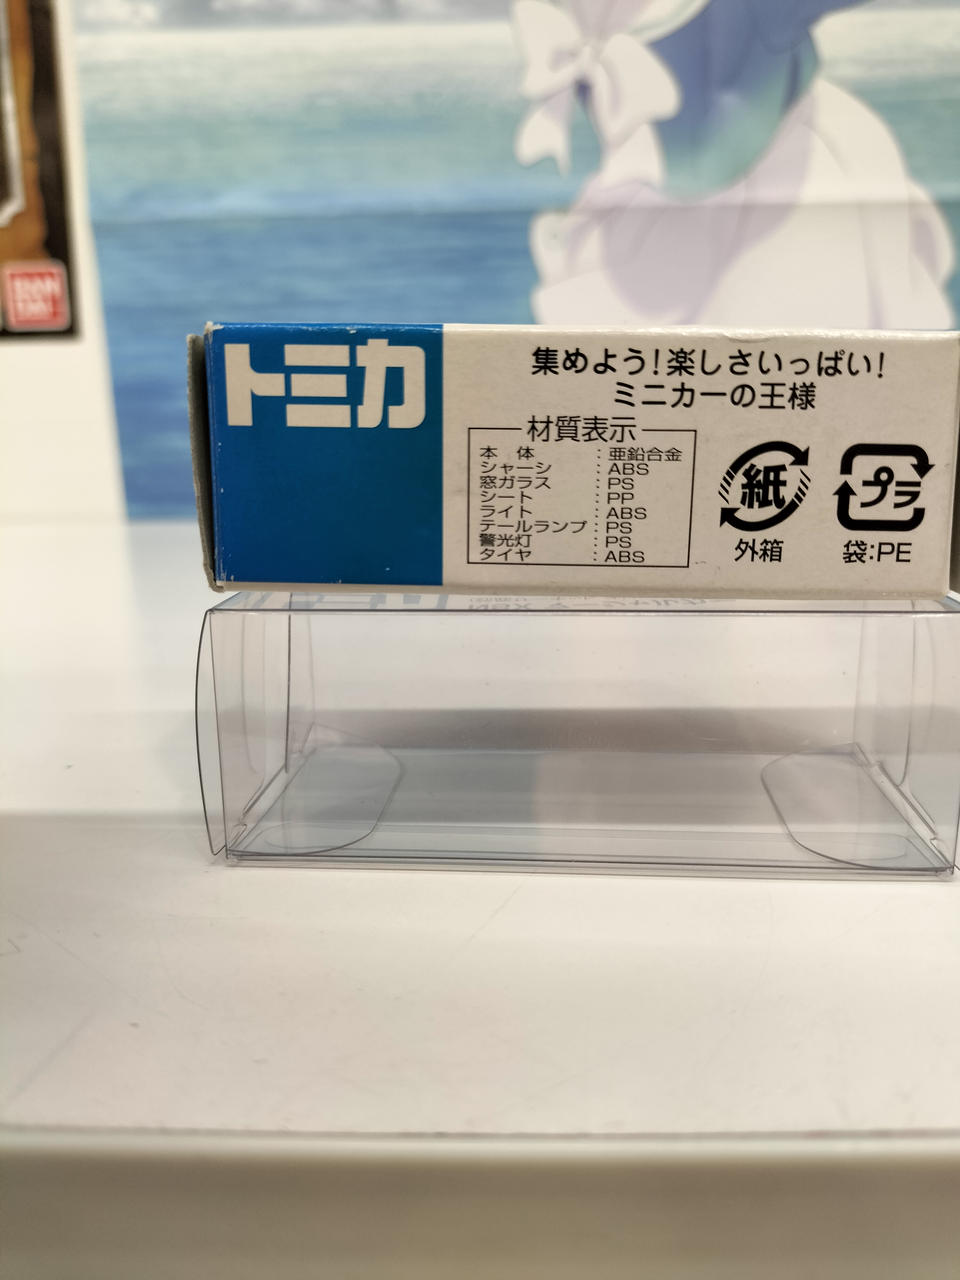 BAN
DAI
トミカ
集めよう!楽しさいっぱい!
ミニカーの王様
材質表示
本 体 : 亜鉛合金
シャーシ : ABS
窓ガラス : PS
シート : PP
ライト : ABS
テールランプ : PS
警光灯 : PS
タイヤ : ABS
紙
外箱
プラ
袋:PE